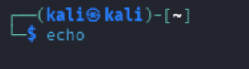 ┌──(kali㉿kali)-[~]
└─$ echo